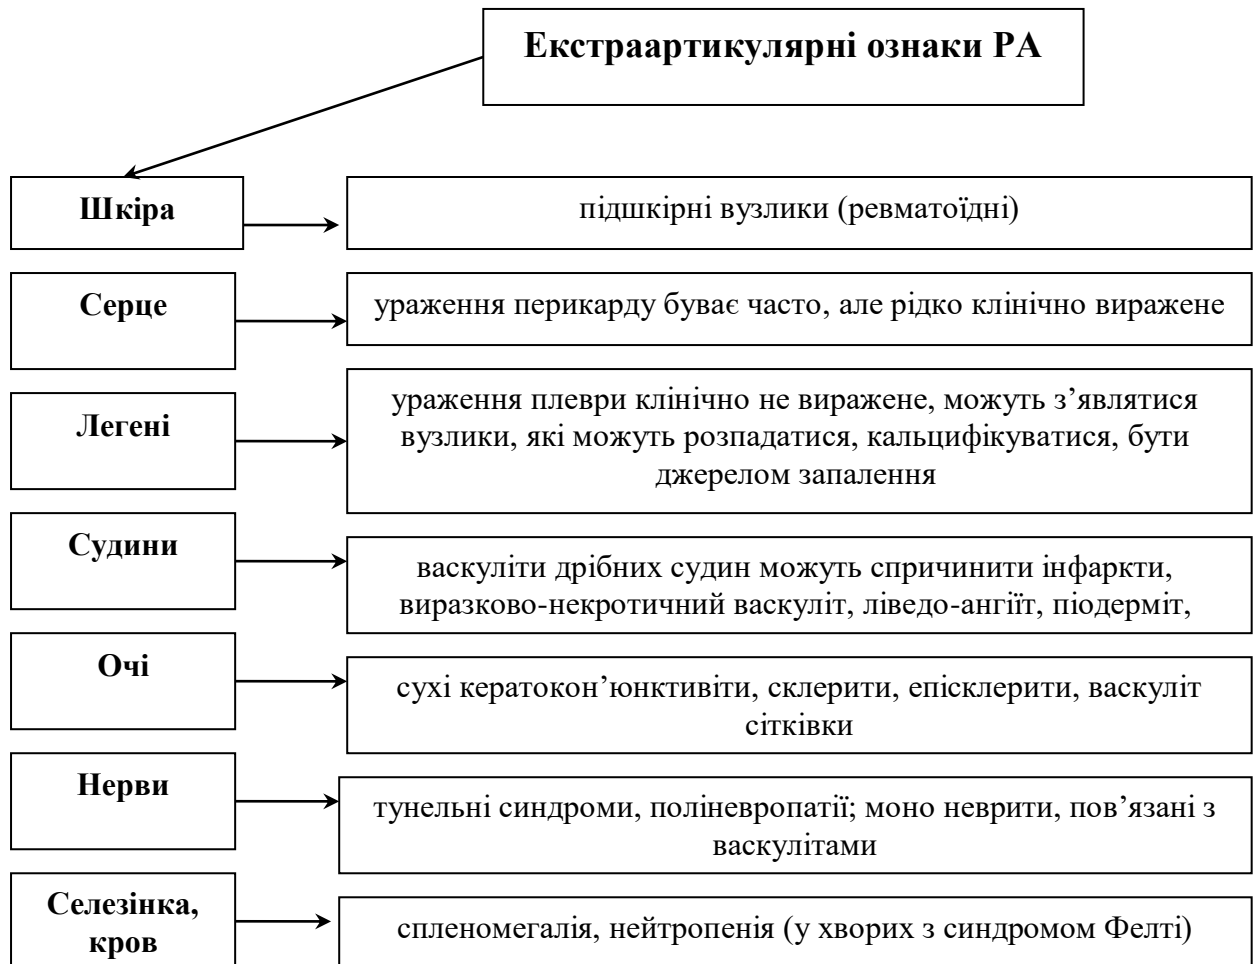 Екстраартикулярні ознаки РА
Шкіра
підшкірні вузлики (ревматоїдні)
Серце
ураження перикарду буває часто, але рідко клінічно виражене
Легені
ураження плеври клінічно не виражене, можуть з’являтися
вузлики, які можуть розпадатися, кальцифікуватися, бути
джерелом запалення
Судини
васкуліти дрібних судин можуть спричинити інфаркти,
виразково-некротичний васкуліт, ліведо-ангіїт, піодерміт,
Очі
сухі кератокон’юнктивіти, склерити, епісклерити, васкуліт
сітківки
Нерви
тунельні синдроми, поліневропатії; моно неврити, пов’язані з
васкулітами
Селезінка,
кров
спленомегалія, нейтропенія (у хворих з синдромом Фелті)